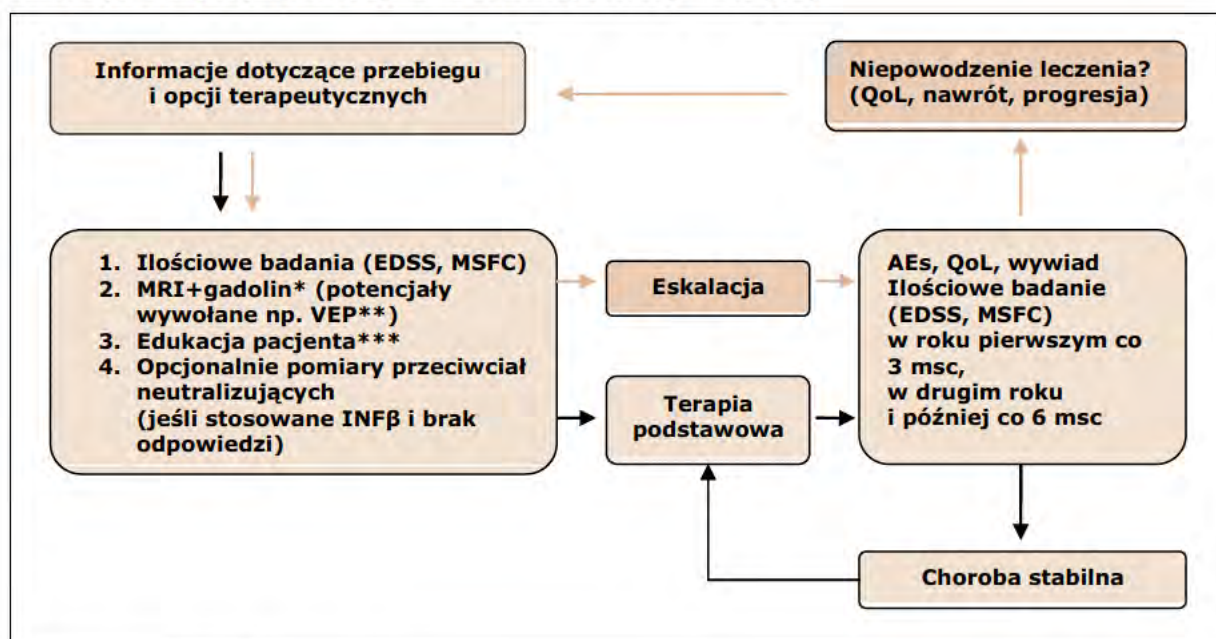 Informacje dotyczące przebiegu
i opcji terapeutycznych
Niepowodzenie leczenia?
(QoL, nawrót, progresja)
1. Ilościowe badania (EDSS, MSFC)
2. MRI+gadolin* (potencjały
wywołane np. VEP**)
3. Edukacja pacjenta***
4. Opcjonalnie pomiary przeciwciał
neutralizujących
(jeśli stosowane INFβ i brak
odpowiedzi)
Eskalacja
Terapia
podstawowa
AEs, QoL, wywiad
Ilościowe badanie
(EDSS, MSFC)
w roku pierwszym co
3 msc,
w drugim roku
i później co 6 msc
Choroba stabilna